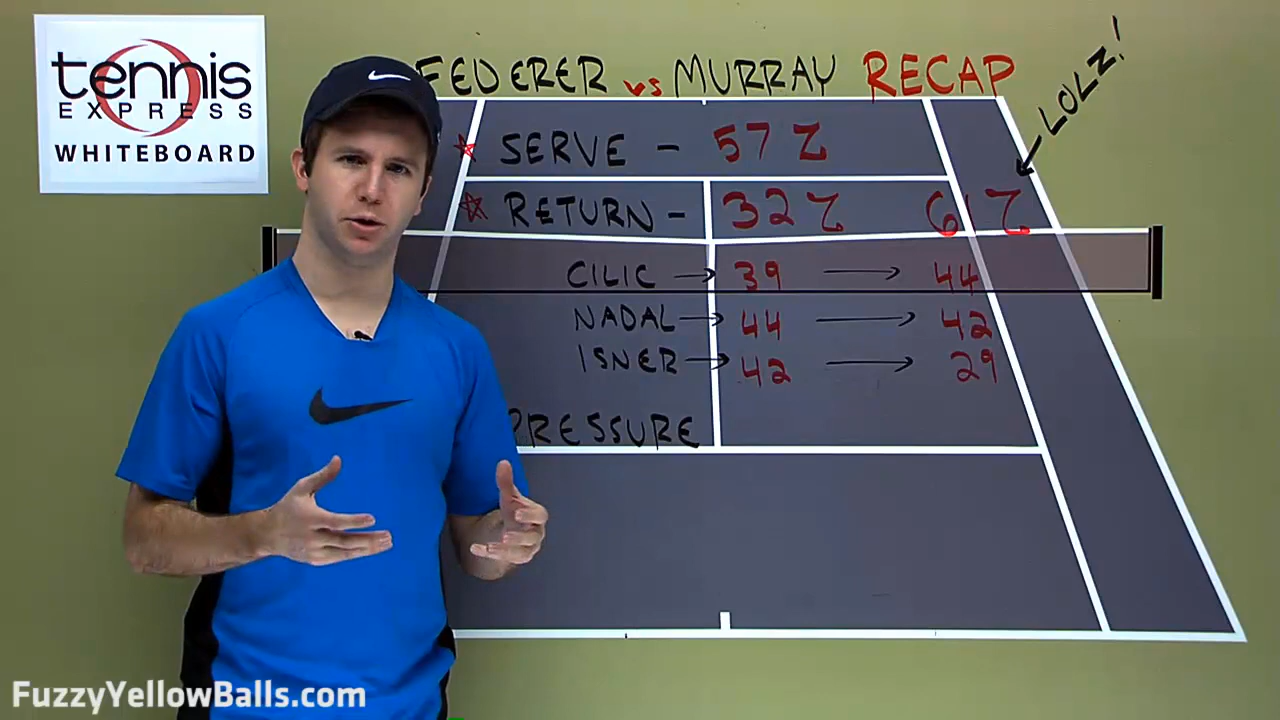 tennis
EXPRESS
WHITEBOARD
FEDERER vs MURRAY RECAP
LOLZ!
SERVE - 57%
RETURN - 32% 61%
CILIC → 39 → 44
NADAL → 44 → 42
ISNER → 42 → 29
PRESSURE
FuzzyYellowBalls.com